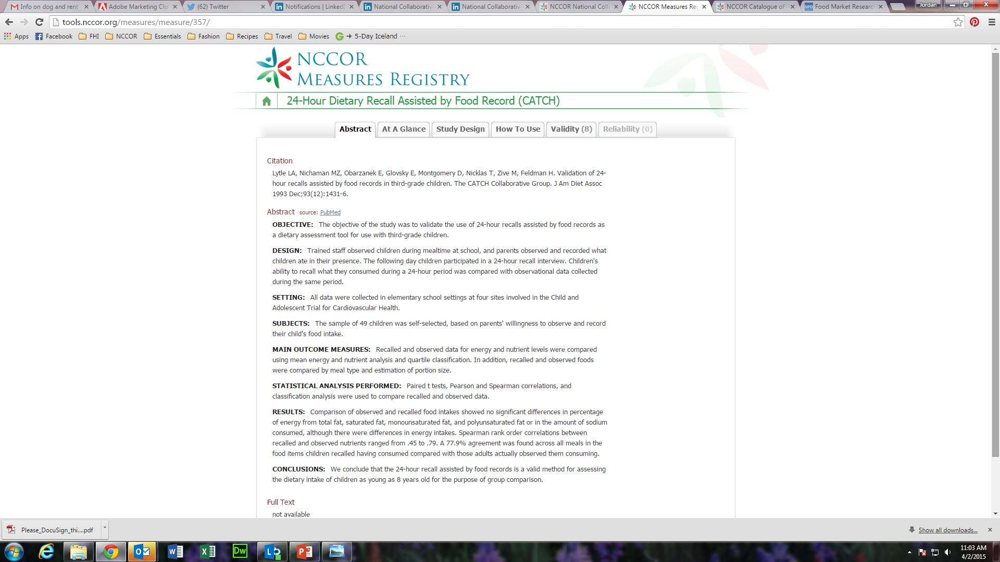 Info on dog and rent
Adobe Marketing Clo
(62) Twitter
Notifications | LinkedI
National Collaborative
National Collaborative
NCCOR National Colla
NCCOR Measures Reg
NCCOR Catalogue of
Food Market Research
Jordan
tools.nccor.org/measures/measure/357/
Apps
Facebook
FHI
NCCOR
Essentials
Fashion
Recipes
Travel
Movies
5-Day Iceland ...
NCCOR
MEASURES REGISTRY
24-Hour Dietary Recall Assisted by Food Record (CATCH)
Abstract
At A Glance
Study Design
How To Use
Validity (8)
Reliability (0)
Citation
Lytle LA, Nichaman MZ, Obarzanek E, Glovsky E, Montgomery D, Nicklas T, Zive M, Feldman H. Validation of 24-
hour recalls assisted by food records in third-grade children. The CATCH Collaborative Group. J Am Diet Assoc
1993 Dec;93(12):1431-6.
Abstract source: PubMed
OBJECTIVE: The objective of the study was to validate the use of 24-hour recalls assisted by food records as
a dietary assessment tool for use with third-grade children.
DESIGN: Trained staff observed children during mealtime at school, and parents observed and recorded what
children ate in their presence. The following day children participated in a 24-hour recall interview. Children's
ability to recall what they consumed during a 24-hour period was compared with observational data collected
during the same period.
SETTING: All data were collected in elementary school settings at four sites involved in the Child and
Adolescent Trial for Cardiovascular Health.
SUBJECTS: The sample of 49 children was self-selected, based on parents' willingness to observe and record
their child's food intake.
MAIN OUTCOME MEASURES: Recalled and observed data for energy and nutrient levels were compared
using mean energy and nutrient analysis and quartile classification. In addition, recalled and observed foods
were compared by meal type and estimation of portion size.
STATISTICAL ANALYSIS PERFORMED: Paired t tests, Pearson and Spearman correlations, and
classification analysis were used to compare recalled and observed data.
RESULTS: Comparison of observed and recalled food intakes showed no significant differences in percentage
of energy from total fat, saturated fat, monounsaturated fat, and polyunsaturated fat or in the amount of sodium
consumed, although there were differences in energy intakes. Spearman rank order correlations between
recalled and observed nutrients ranged from .45 to .79. A 77.9% agreement was found across all meals in the
food items children recalled having consumed compared with those adults actually observed them consuming.
CONCLUSIONS: We conclude that the 24-hour recall assisted by food records is a valid method for assessing
the dietary intake of children as young as 8 years old for the purpose of group comparison.
Full Text
not available
Please_DocuSign_thi....pdf
Show all downloads...
Dw
11:03 AM
4/2/2015